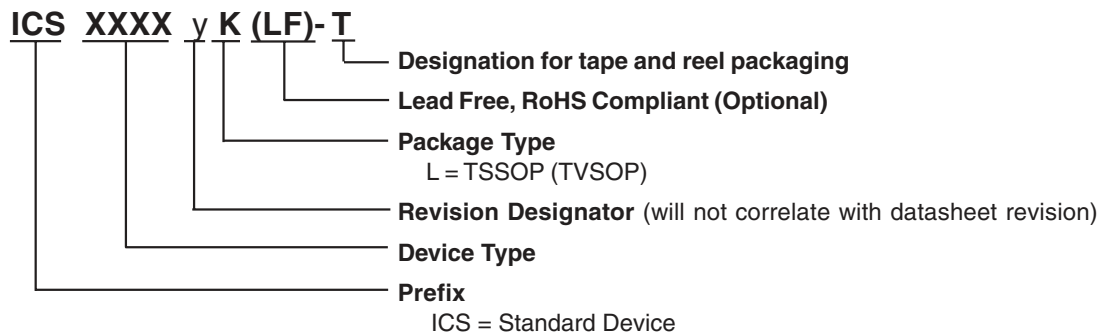 ICS XXXX y K (LF)- T
Designation for tape and reel packaging
Lead Free, RoHS Compliant (Optional)
Package Type
L = TSSOP (TVSOP)
Revision Designator (will not correlate with datasheet revision)
Device Type
Prefix
ICS = Standard Device